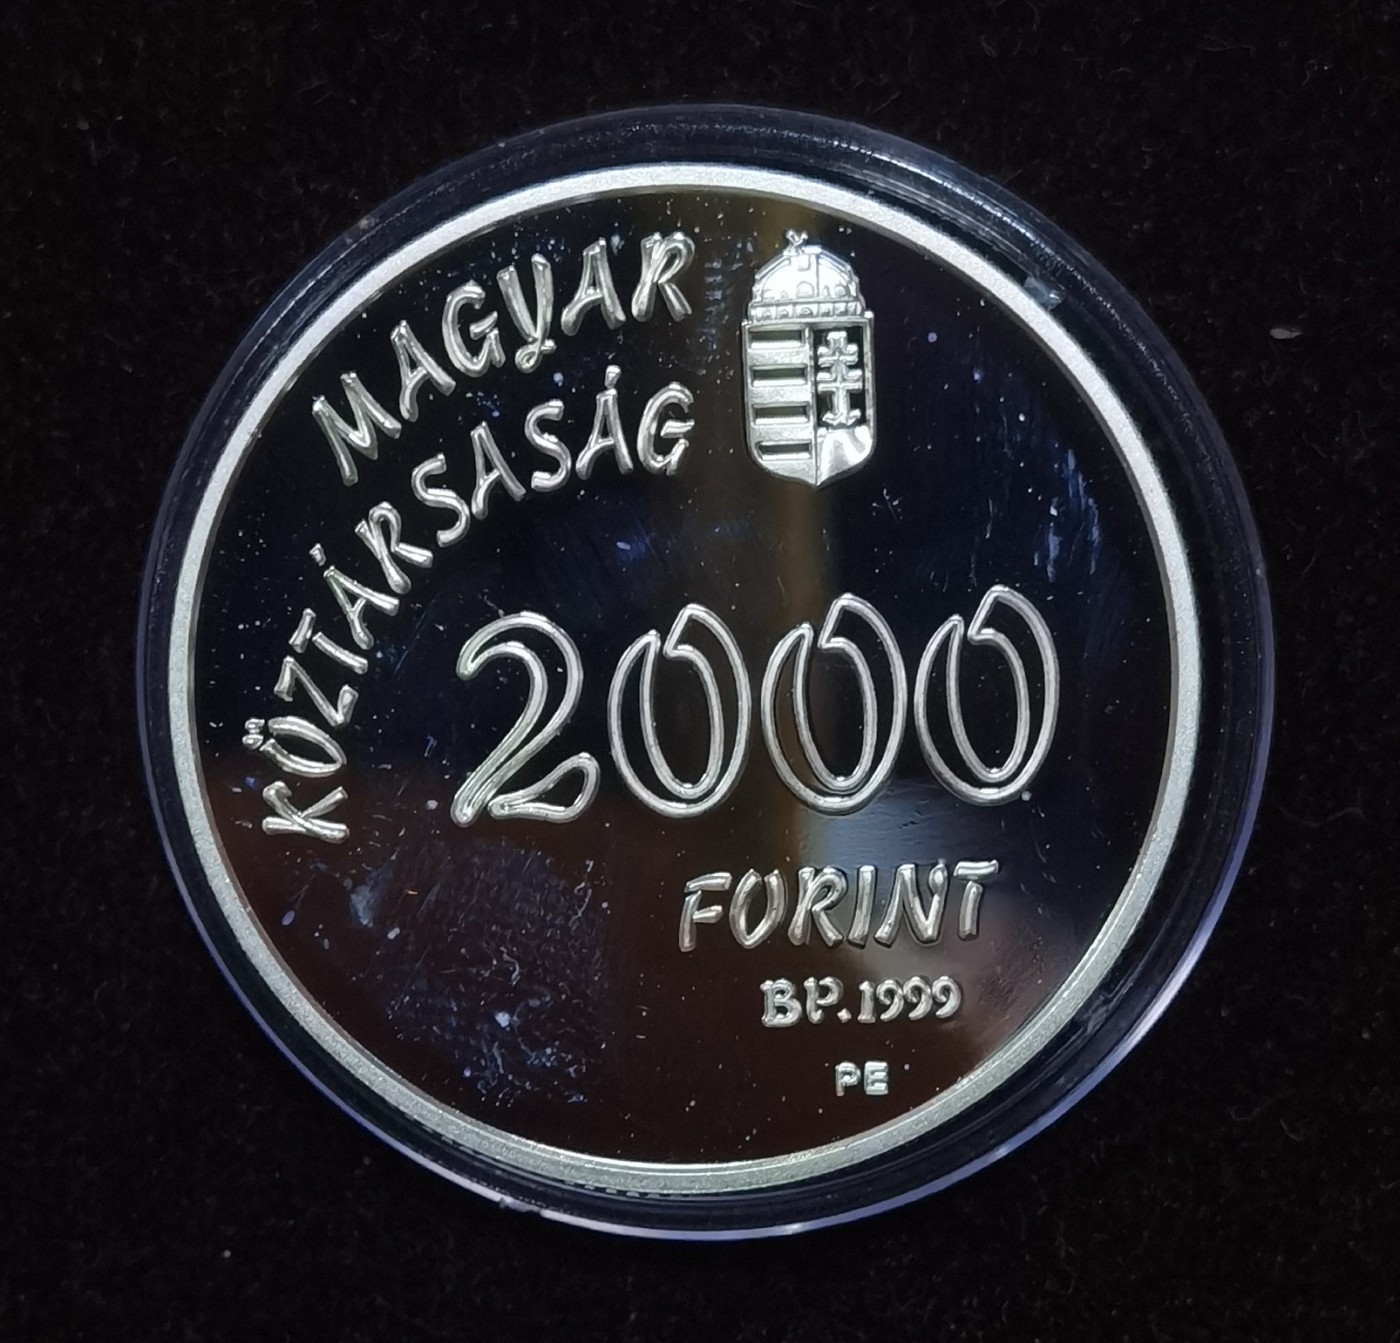 MAGYAR
KÖZTÁRSASÁG
2000
FORINT
BP. 1999
PE